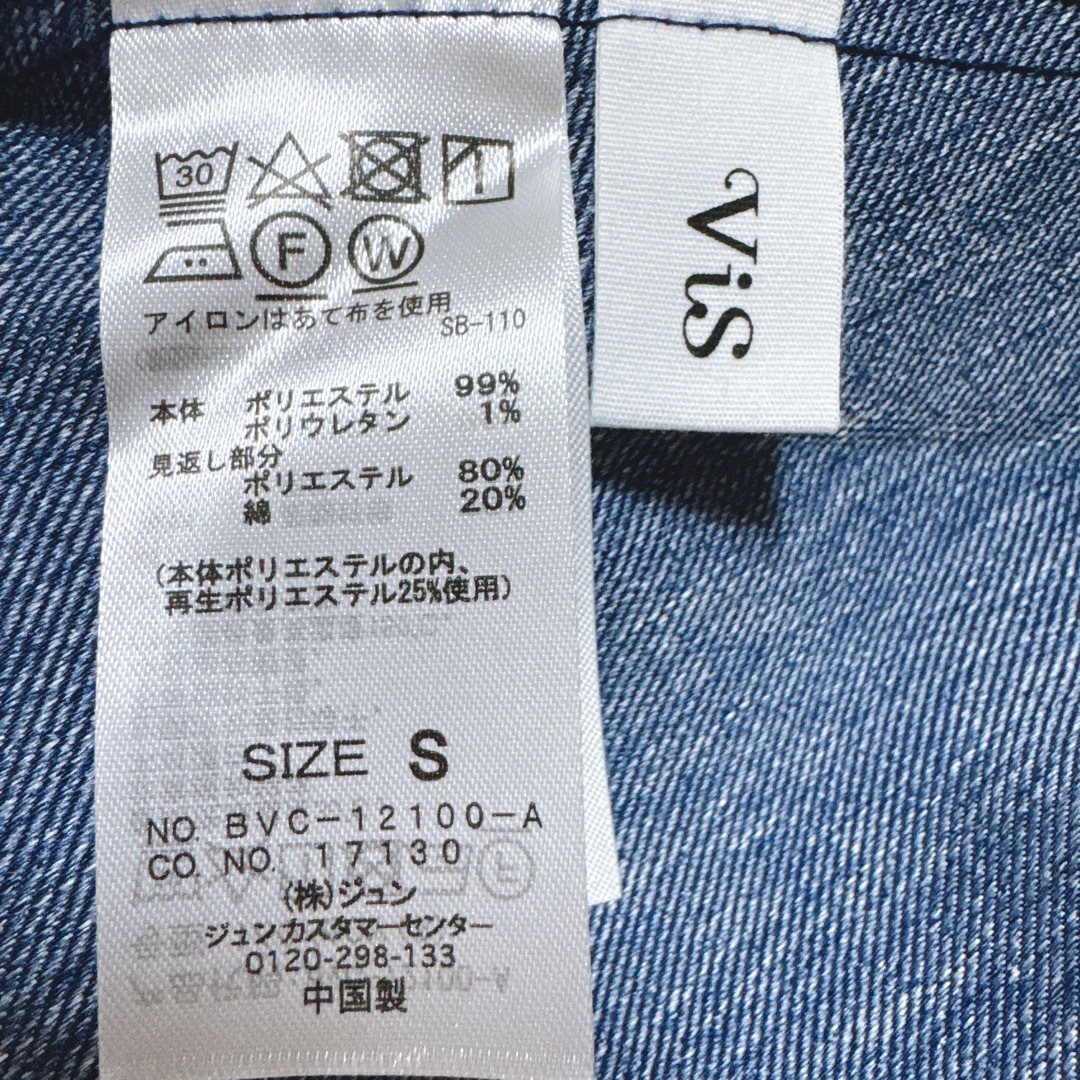 30
F W
アイロンはあて布を使用
SB-110
本体 ポリエステル 99%
ポリウレタン 1%
見返し部分
ポリエステル 80%
綿 20%
(本体ポリエステルの内、
再生ポリエステル25%使用)
SIZE S
NO. BVC-12100-A
CO. NO. 17130
(株)ジュン
ジュンカスタマーセンター
0120-298-133
中国製
ViS